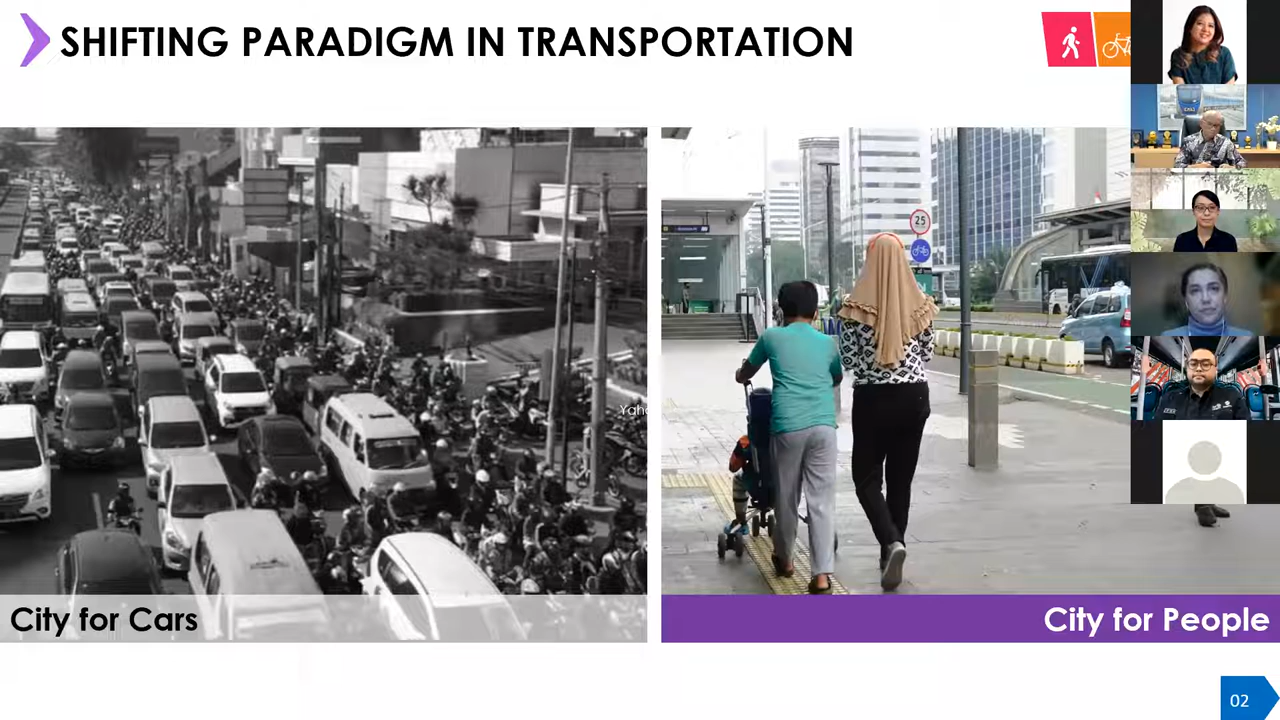 SHIFTING PARADIGM IN TRANSPORTATION
25
City for Cars
City for People
02